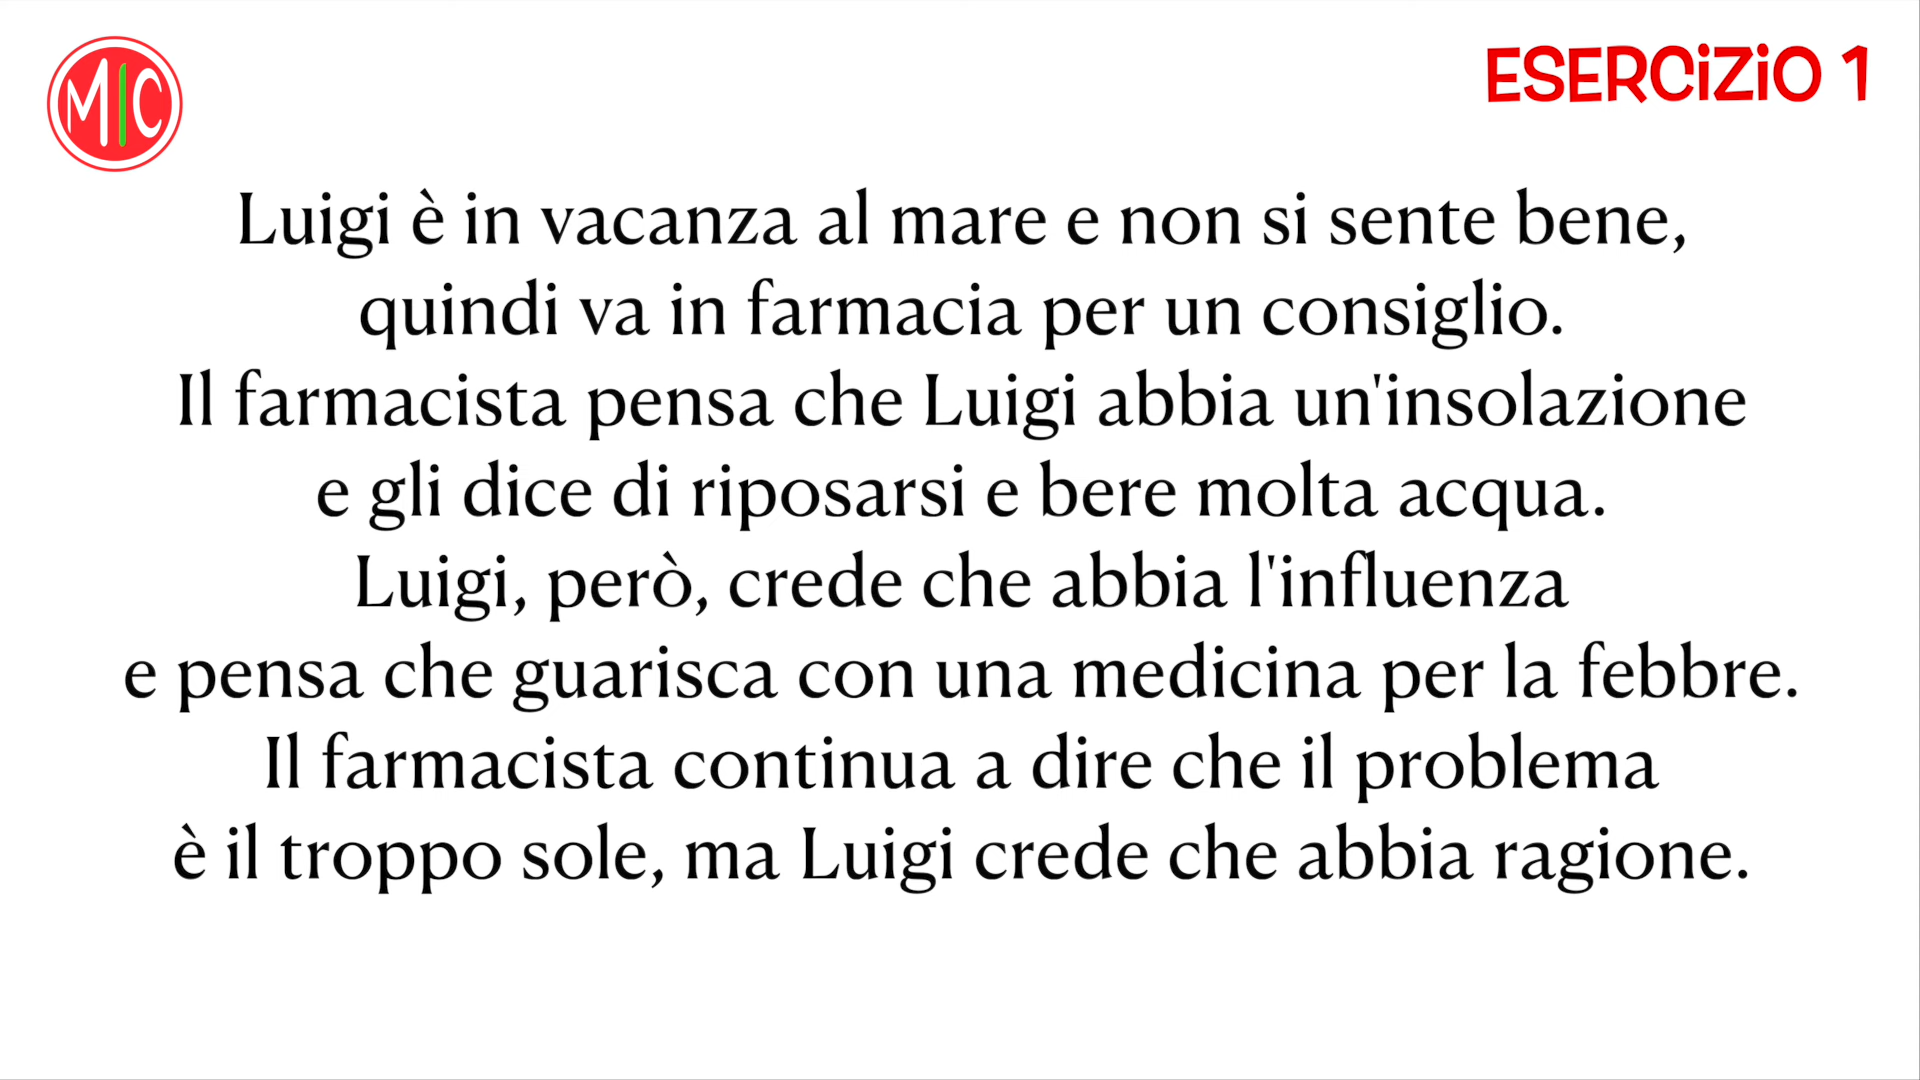 MIC
ESERCiZiO 1
Luigi è in vacanza al mare e non si sente bene,
quindi va in farmacia per un consiglio.
Il farmacista pensa che Luigi abbia un'insolazione
e gli dice di riposarsi e bere molta acqua.
Luigi, però, crede che abbia l'influenza
e pensa che guarisca con una medicina per la febbre.
Il farmacista continua a dire che il problema
è il troppo sole, ma Luigi crede che abbia ragione.